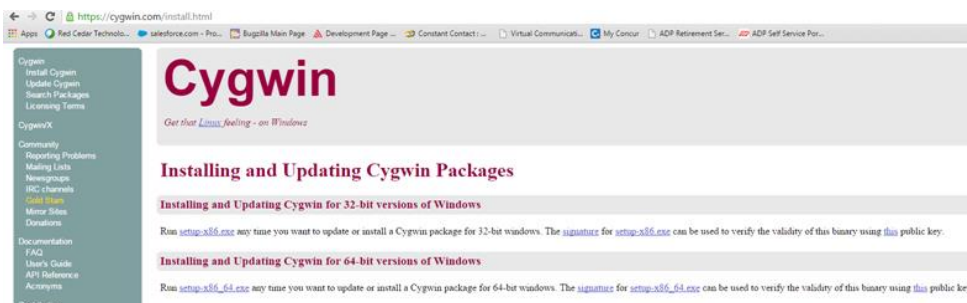 https://cygwin.com/install.html
Apps Red Cedar Technolo... salesforce.com - Pro... Bugzilla Main Page Development Page ... Constant Contact : ... Virtual Communicati... My Concur ADP Retirement Ser... ADP Self Service Por...
Cygwin
Install Cygwin
Update Cygwin
Search Packages
Licensing Terms
Cygwin/X
Community
Reporting Problems
Mailing Lists
Newsgroups
IRC channels
Gold Stars
Mirror Sites
Donations
Documentation
FAQ
User's Guide
API Reference
Acronyms
Cygwin
Get that Linux feeling - on Windows
Installing and Updating Cygwin Packages
Installing and Updating Cygwin for 32-bit versions of Windows
Run setup-x86.exe any time you want to update or install a Cygwin package for 32-bit windows. The signature for setup-x86.exe can be used to verify the validity of this binary using this public key.
Installing and Updating Cygwin for 64-bit versions of Windows
Run setup-x86_64.exe any time you want to update or install a Cygwin package for 64-bit windows. The signature for setup-x86_64.exe can be used to verify the validity of this binary using this public ke